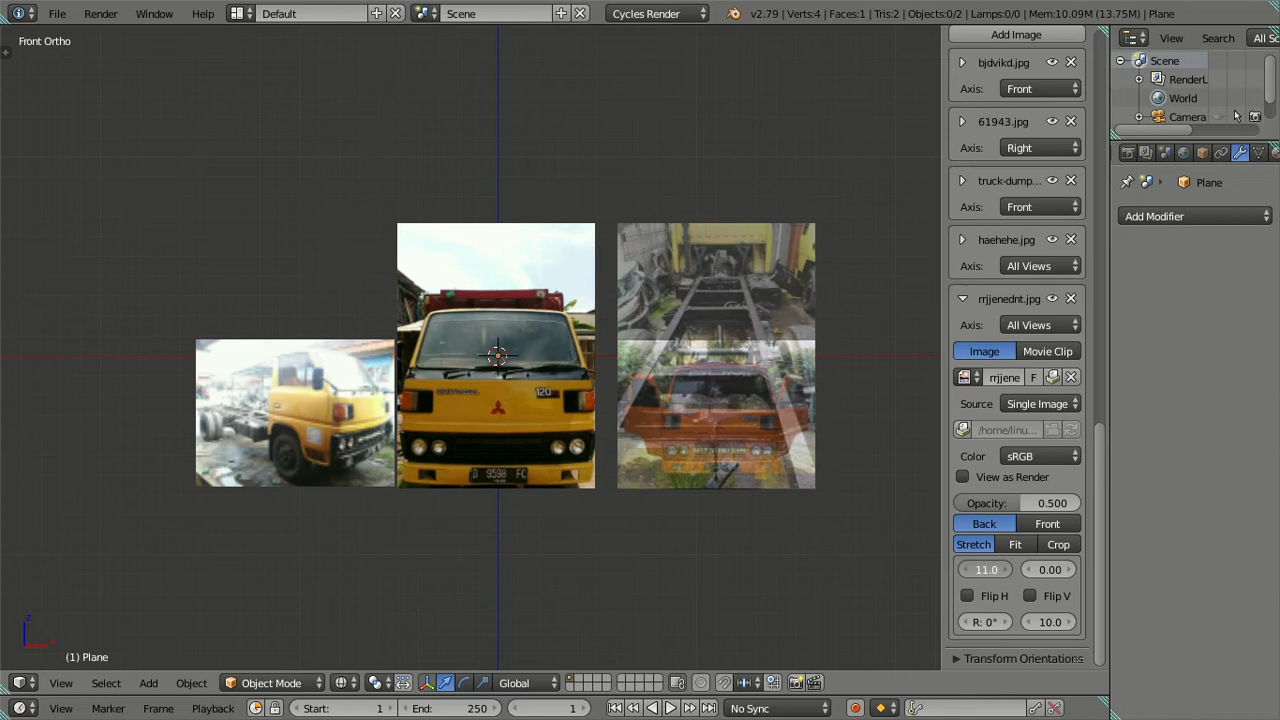 File Render Window Help Default Scene Cycles Render v2.79 | Verts:4 | Faces:1 | Tris:2 | Objects:0/2 | Lamps:0/0 | Mem:10.09M (13.75M) | Plane
Front Ortho
Add Image
bjdvikd.jpg
Axis: Front
61943.jpg
Axis: Right
truck-dump...
Axis: Front
haehehe.jpg
Axis: All Views
rrjjenednt.jpg
Axis: All Views
Image Movie Clip
rrjjene F
Source Single Image
/home/linu...
Color sRGB
View as Render
Opacity: 0.500
Back Front
Stretch Fit Crop
11.0 0.00
Flip H Flip V
R: 0° 10.0
Transform Orientations
View Search All Sc
Scene
RenderL
World
Camera
Plane
Add Modifier
120
B 9598 FC
z
x
(1) Plane
View Select Add Object Object Mode Global
View Marker Frame Playback Start: 1 End: 250 1 No Sync